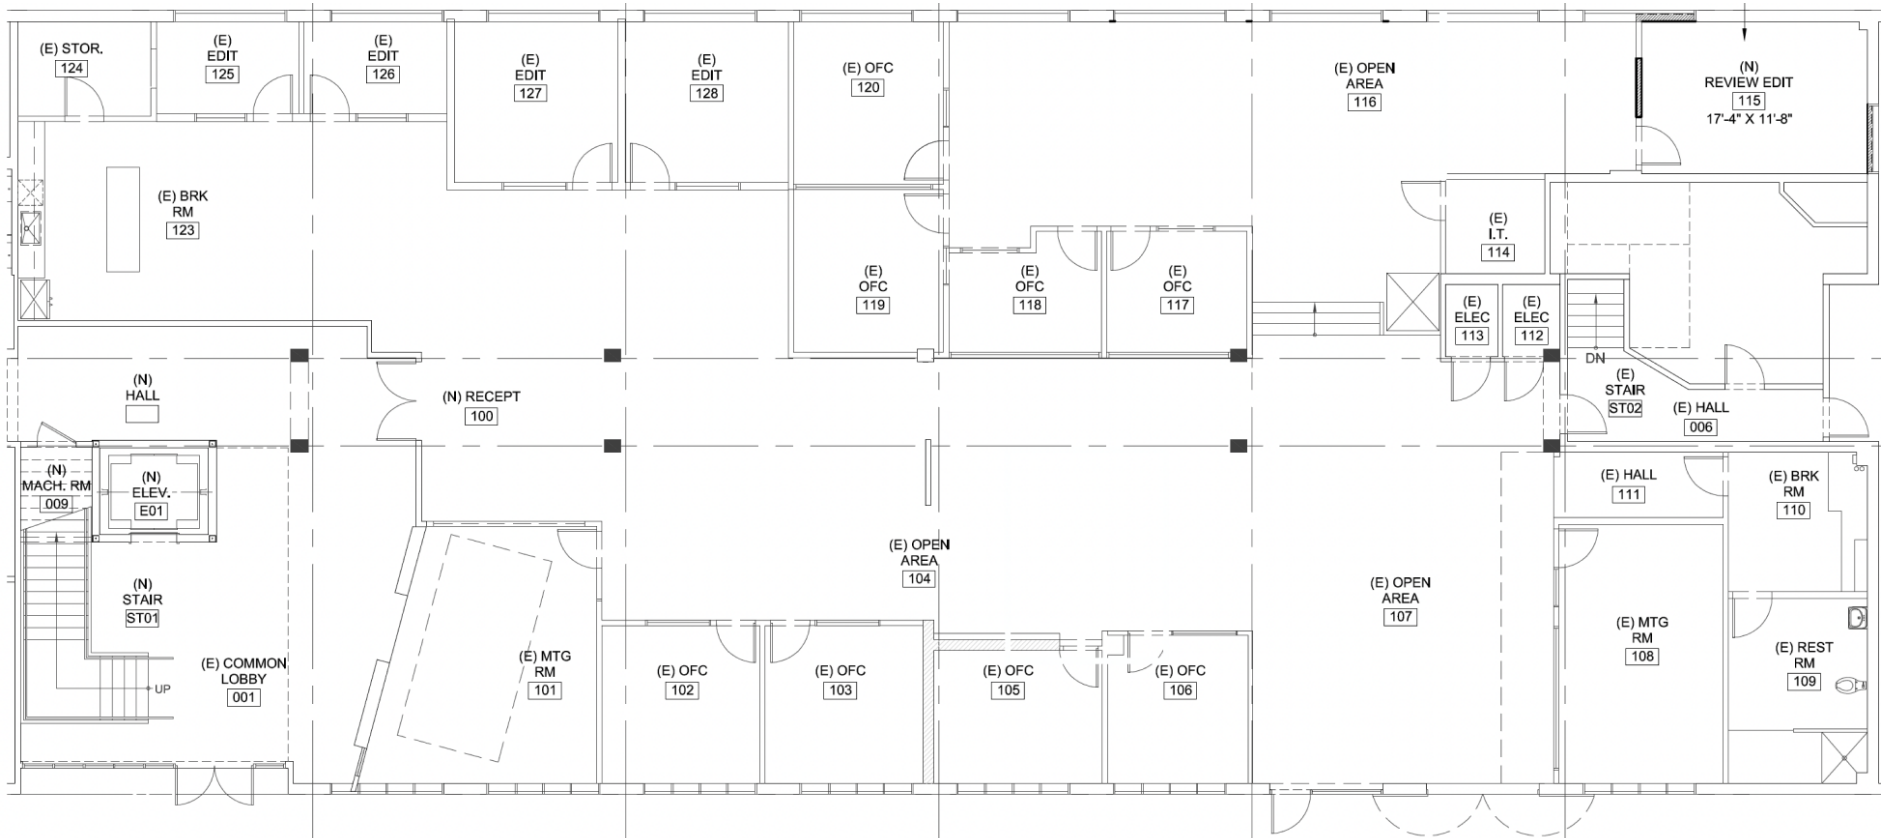 (E) STOR.
124
(E)
EDIT
125
(E)
EDIT
126
(E)
EDIT
127
(E)
EDIT
128
(E) OFC
120
(E) OPEN
AREA
116
(N)
REVIEW EDIT
115
17'-4" X 11'-8"
(E) BRK
RM
123
(E)
OFC
119
(E)
OFC
118
(E)
OFC
117
(E)
I.T.
114
(E)
ELEC
113
(E)
ELEC
112
DN
(E)
STAIR
ST02
(E) HALL
006
(N)
HALL
(N) RECEPT
100
(N)
MACH. RM
009
(N)
ELEV.
E01
(E) HALL
111
(E) BRK
RM
110
(N)
STAIR
ST01
(E) OPEN
AREA
104
(E) OPEN
AREA
107
UP
(E) COMMON
LOBBY
001
(E) MTG
RM
101
(E) OFC
102
(E) OFC
103
(E) OFC
105
(E) OFC
106
(E) MTG
RM
108
(E) REST
RM
109